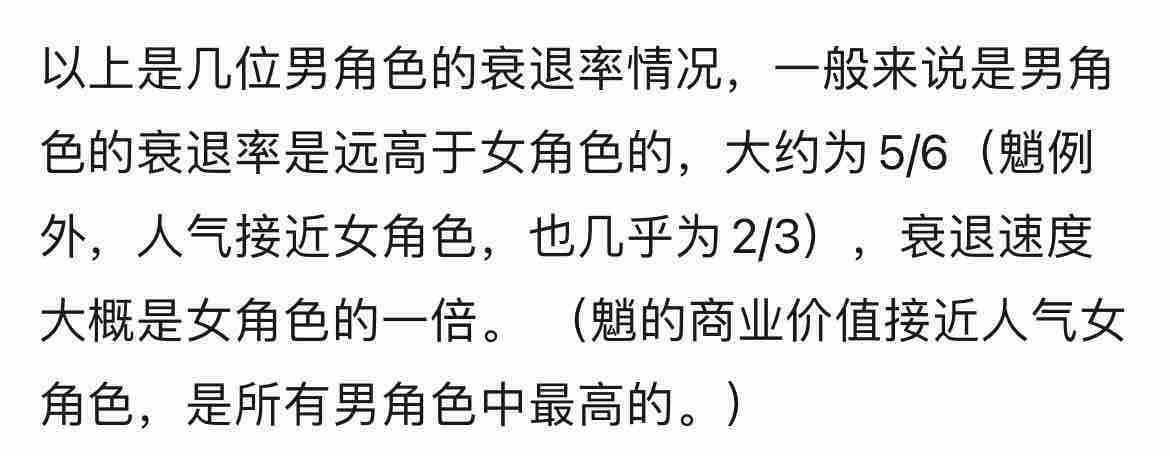 以上是几位男角色的衰退率情况，一般来说是男角
色的衰退率是远高于女角色的，大约为 5/6（魈例
外，人气接近女角色，也几乎为 2/3），衰退速度
大概是女角色的一倍。（魈的商业价值接近人气女
角色，是所有男角色中最高的。）